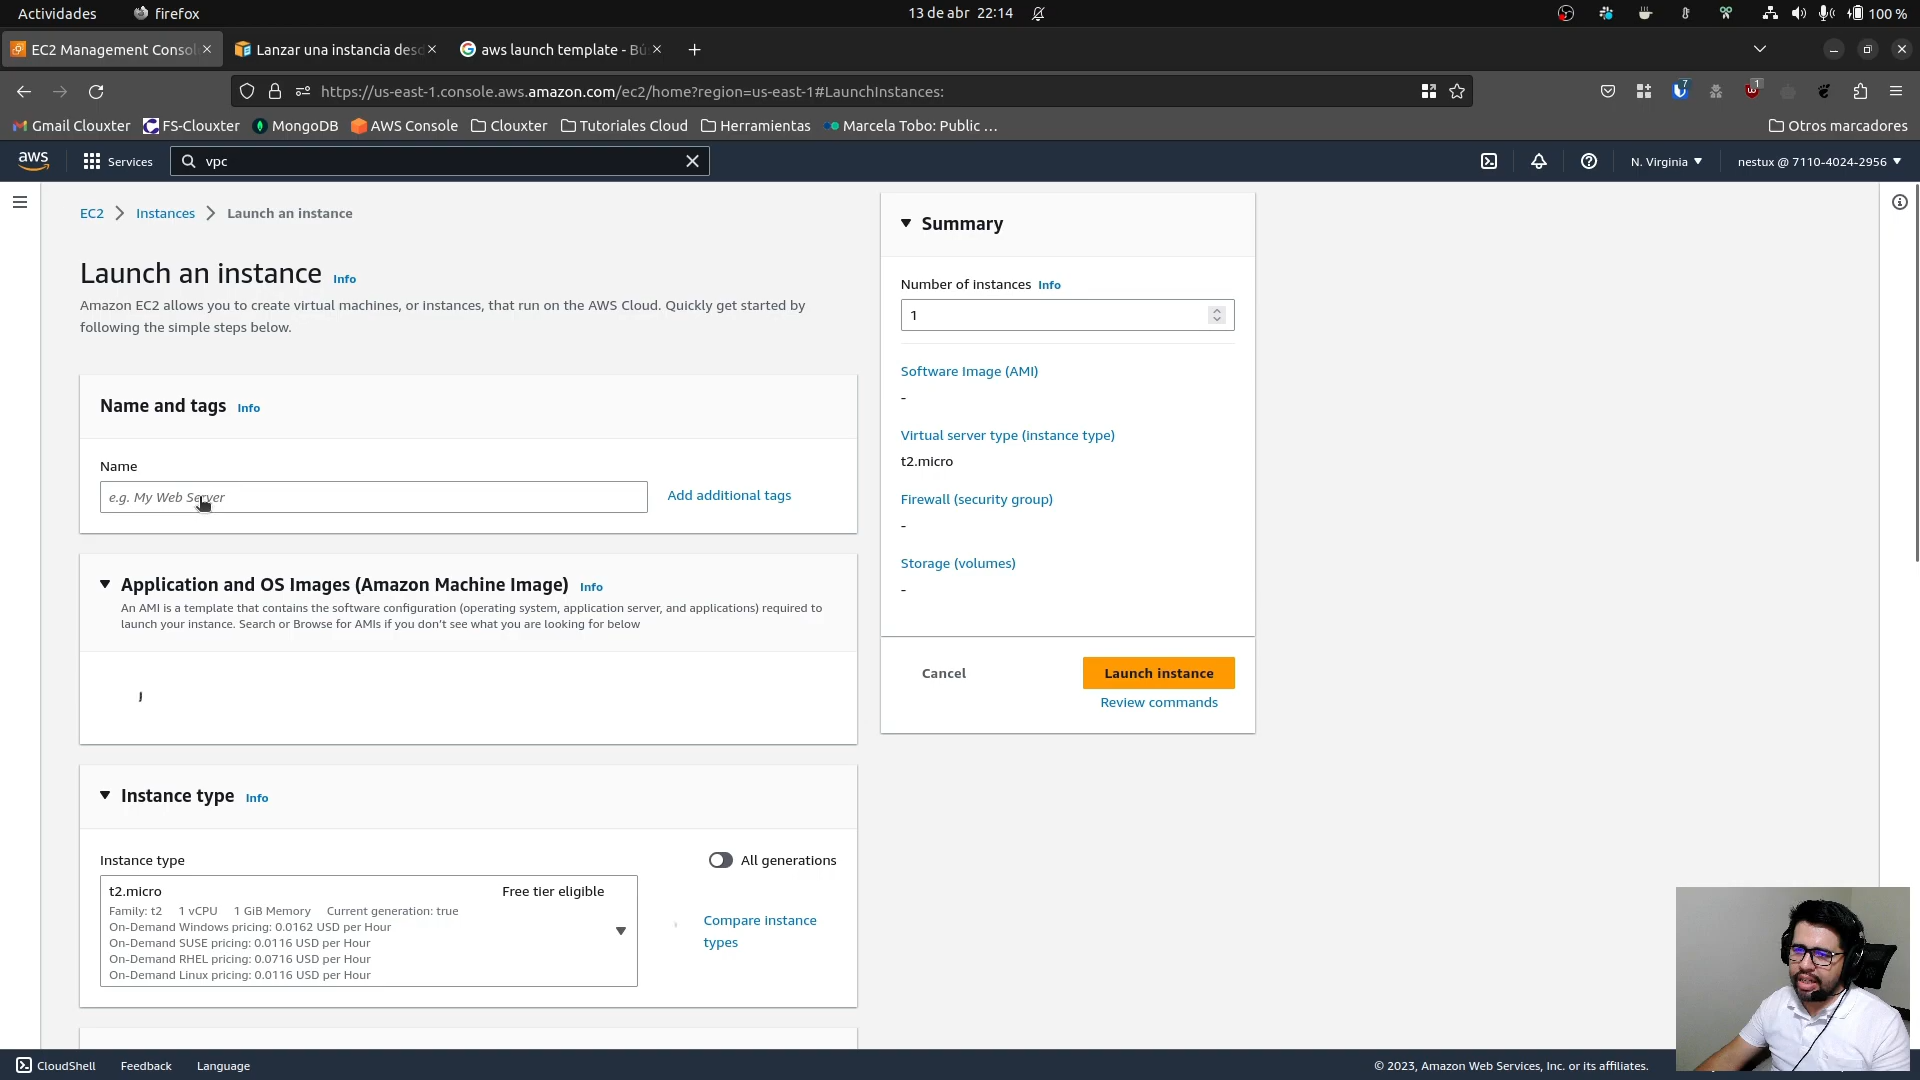 Actividades
firefox
13 de abr 22:14
100 %
EC2 Management Consol
Lanzar una instancia desd
aws launch template - Bú
https://us-east-1.console.aws.amazon.com/ec2/home?region=us-east-1#LaunchInstances:
7
1
Gmail Clouxter
FS-Clouxter
MongoDB
AWS Console
Clouxter
Tutoriales Cloud
Herramientas
Marcela Tobo: Public …
Otros marcadores
aws
Services
vpc
N. Virginia
nestux @ 7110-4024-2956
EC2
Instances
Launch an instance
Launch an instance Info
Amazon EC2 allows you to create virtual machines, or instances, that run on the AWS Cloud. Quickly get started by
following the simple steps below.
Name and tags Info
Name
e.g. My Web Server
Add additional tags
Application and OS Images (Amazon Machine Image) Info
An AMI is a template that contains the software configuration (operating system, application server, and applications) required to
launch your instance. Search or Browse for AMIs if you don’t see what you are looking for below
Instance type Info
Instance type
All generations
t2.micro
Free tier eligible
Family: t2 1 vCPU 1 GiB Memory Current generation: true
On-Demand Windows pricing: 0.0162 USD per Hour
On-Demand SUSE pricing: 0.0116 USD per Hour
On-Demand RHEL pricing: 0.0716 USD per Hour
On-Demand Linux pricing: 0.0116 USD per Hour
Compare instance
types
Summary
Number of instances Info
1
Software Image (AMI)
-
Virtual server type (instance type)
t2.micro
Firewall (security group)
-
Storage (volumes)
-
Cancel
Launch instance
Review commands
CloudShell
Feedback
Language
© 2023, Amazon Web Services, Inc. or its affiliates.